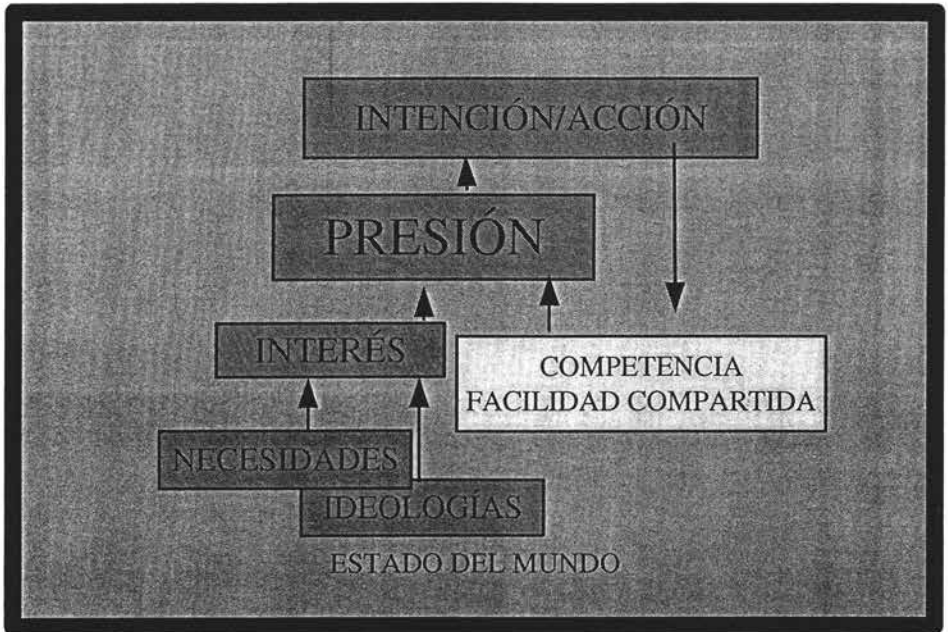 INTENCIÓN/ACCIÓN
PRESIÓN
INTERÉS
COMPETENCIA
FACILIDAD COMPARTIDA
NECESIDADES
IDEOLOGÍAS
ESTADO DEL MUNDO